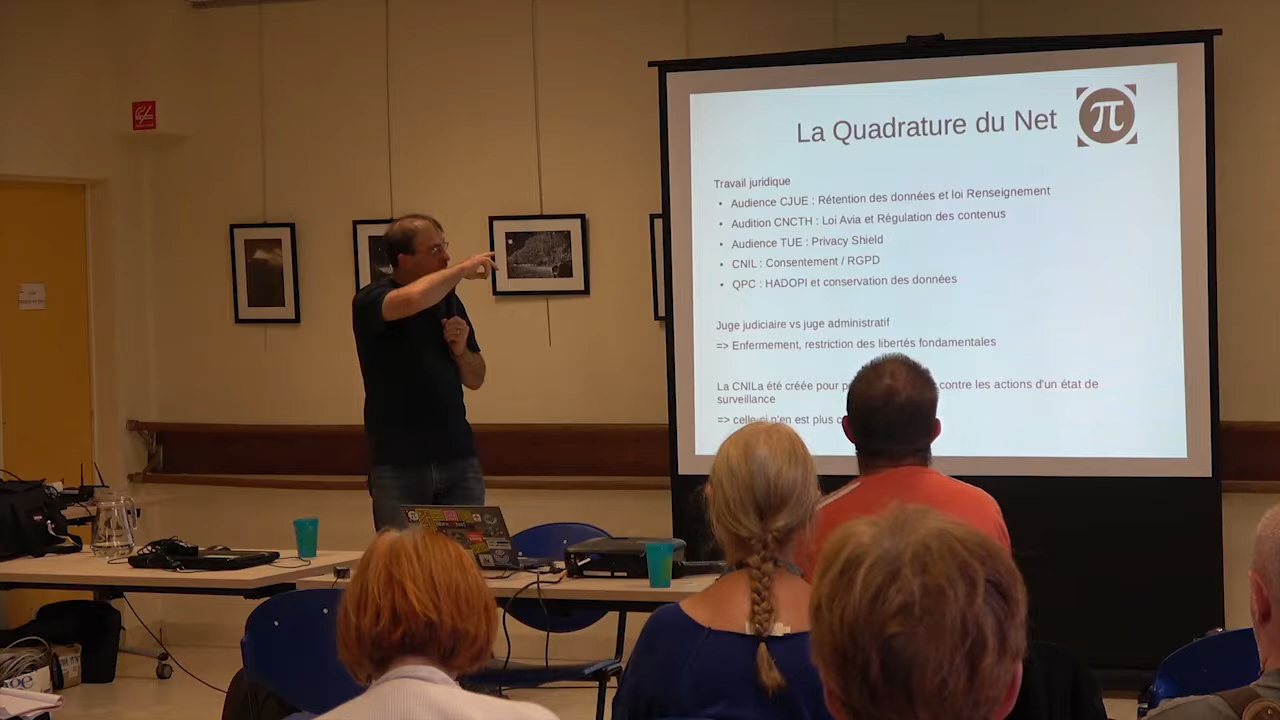 La Quadrature du Net
π
Travail juridique
• Audience CJUE : Rétention des données et loi Renseignement
• Audition CNCTH : Loi Avia et Régulation des contenus
• Audience TUE : Privacy Shield
• CNIL : Consentement / RGPD
• QPC : HADOPI et conservation des données
Juge judiciaire vs juge administratif
=> Enfermement, restriction des libertés fondamentales
La CNILa été créée pour contre les actions d'un état de
surveillance
=> celle-ci n'en est plus